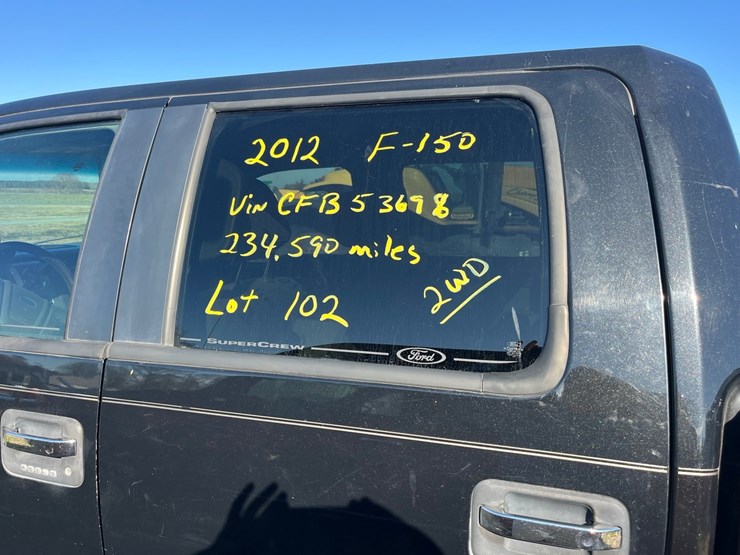 2012 F-150
Vin CFB53698
234,590 miles
Lot 102
2WD
SUPERCREW
Ford